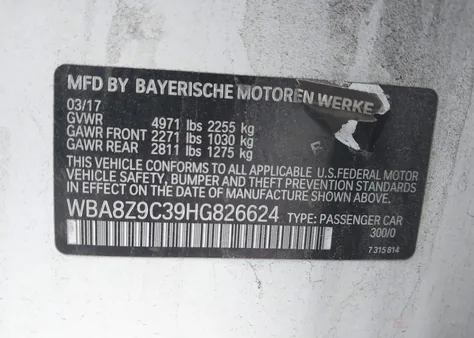 MFD BY BAYERISCHE MOTOREN WERKE
03/17
GVWR 4971 lbs 2255 kg
GAWR FRONT 2271 lbs 1030 kg
GAWR REAR 2811 lbs 1275 kg
THIS VEHICLE CONFORMS TO ALL APPLICABLE U.S.FEDERAL MOTOR
VEHICLE SAFETY, BUMPER, AND THEFT PREVENTION STANDARDS
IN EFFECT ON THE DATE OF MANUFACTURE SHOWN ABOVE.
WBA8Z9C39HG826624 TYPE: PASSENGER CAR
300/0
7 315 814